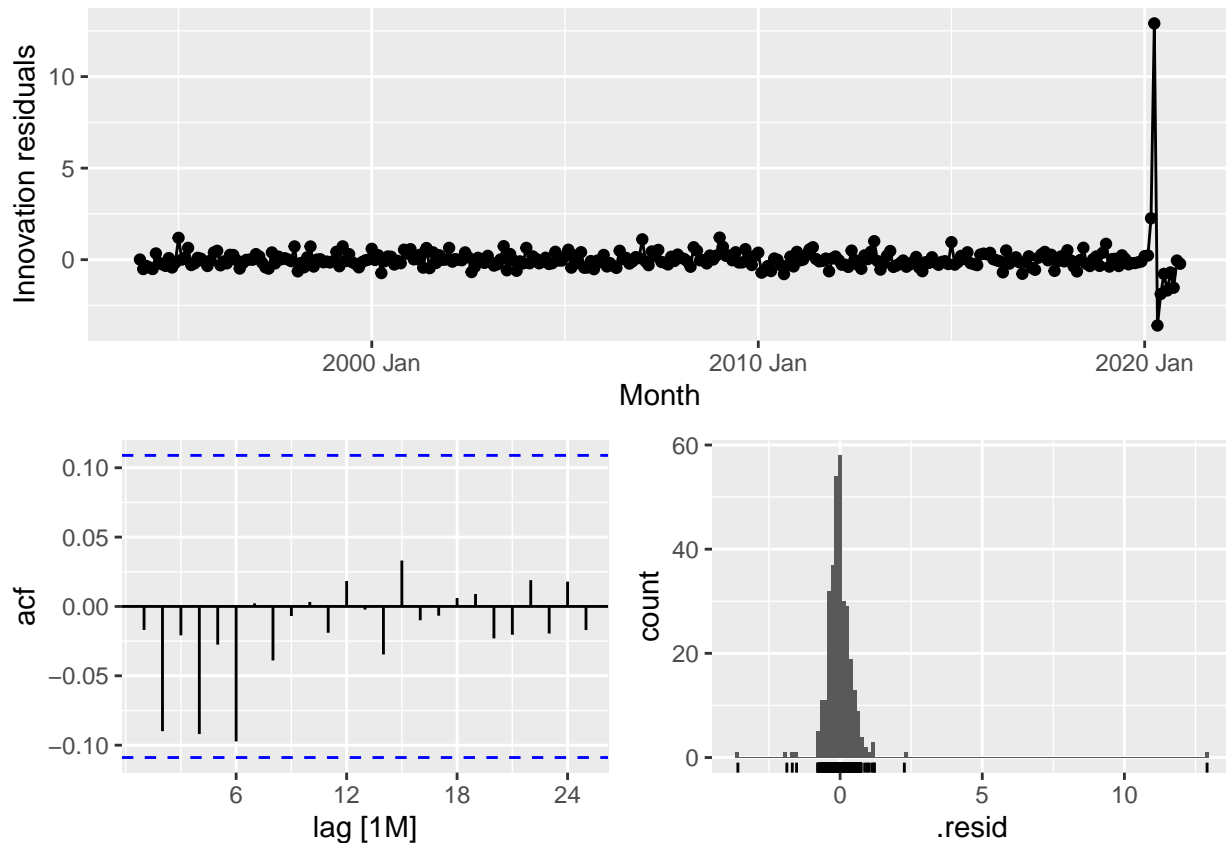 Innovation residuals
10
5
0
2000 Jan
2010 Jan
2020 Jan
Month
acf
0.10
0.05
0.00
−0.05
−0.10
6
12
18
24
lag [1M]
count
60
40
20
0
0
5
10
.resid